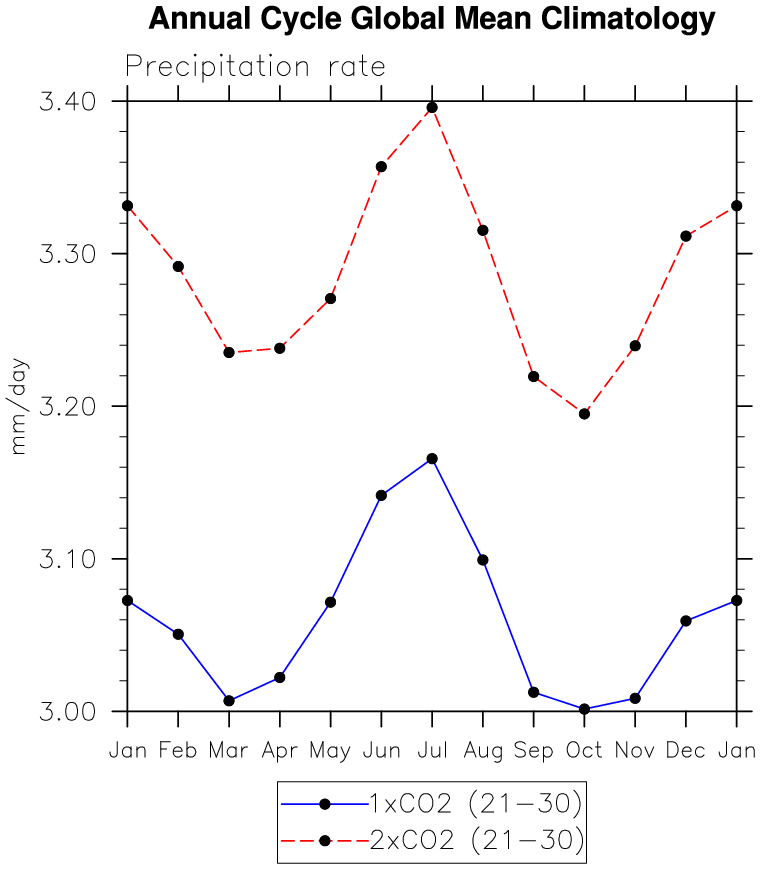 Annual Cycle Global Mean Climatology
Precipitation rate
3.40
3.30
3.20
3.10
3.00
mm/day
Jan Feb Mar Apr May Jun Jul Aug Sep Oct Nov Dec Jan
1xCO2 (21-30)
2xCO2 (21-30)